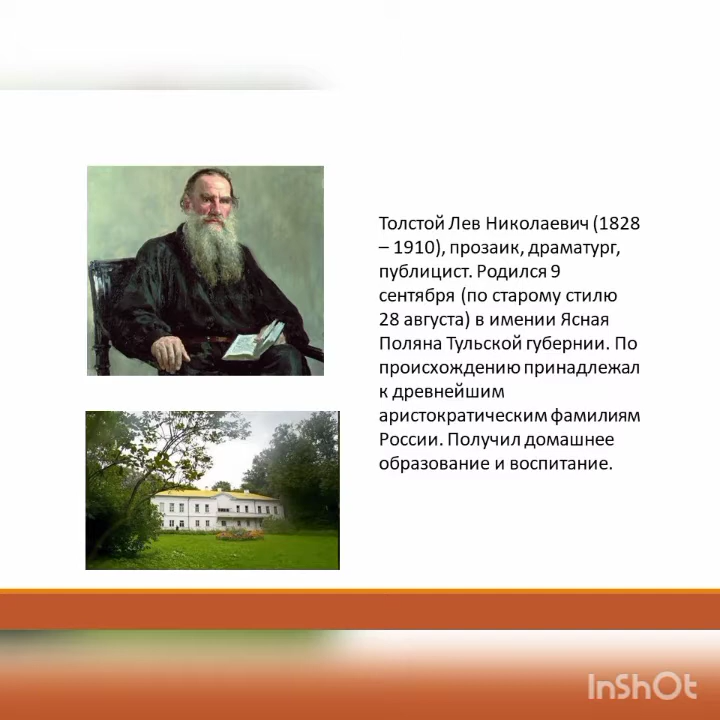 Толстой Лев Николаевич (1828
– 1910), прозаик, драматург,
публицист. Родился 9
сентября (по старому стилю
28 августа) в имении Ясная
Поляна Тульской губернии. По
происхождению принадлежал
к древнейшим
аристократическим фамилиям
России. Получил домашнее
образование и воспитание.
InShOt